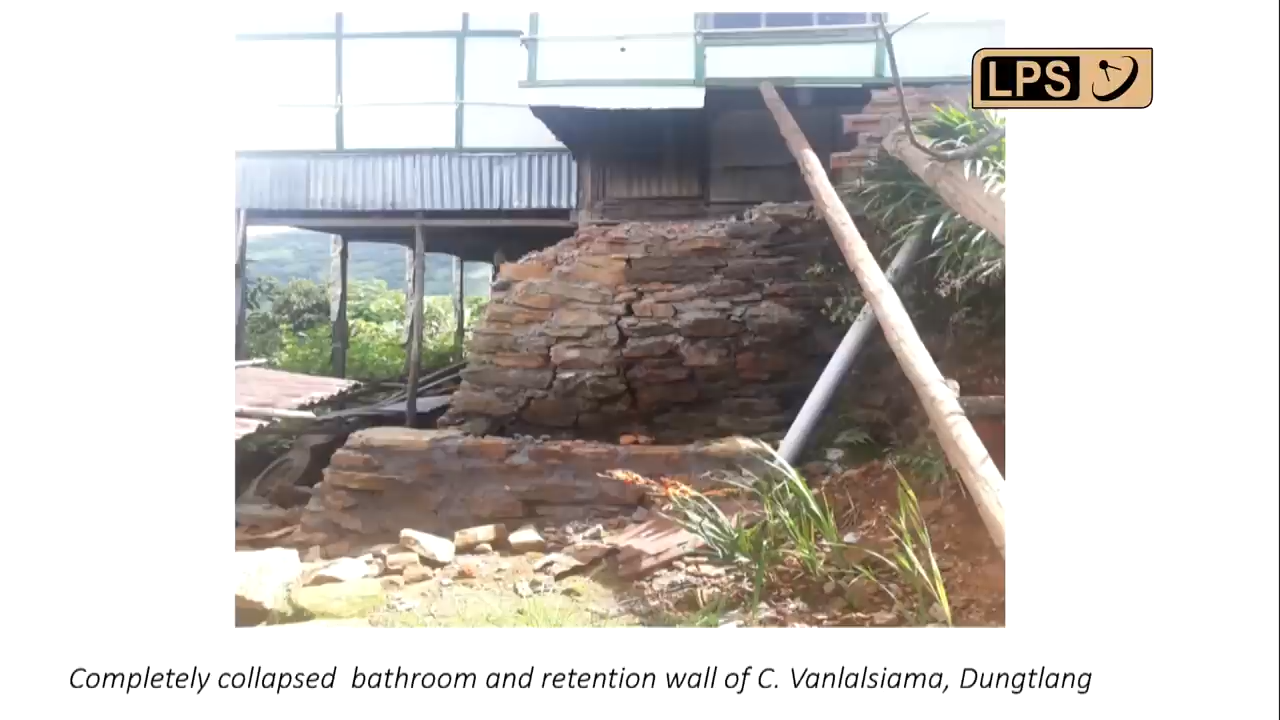 LPS
Completely collapsed bathroom and retention wall of C. Vanlalsiama, Dungtlang